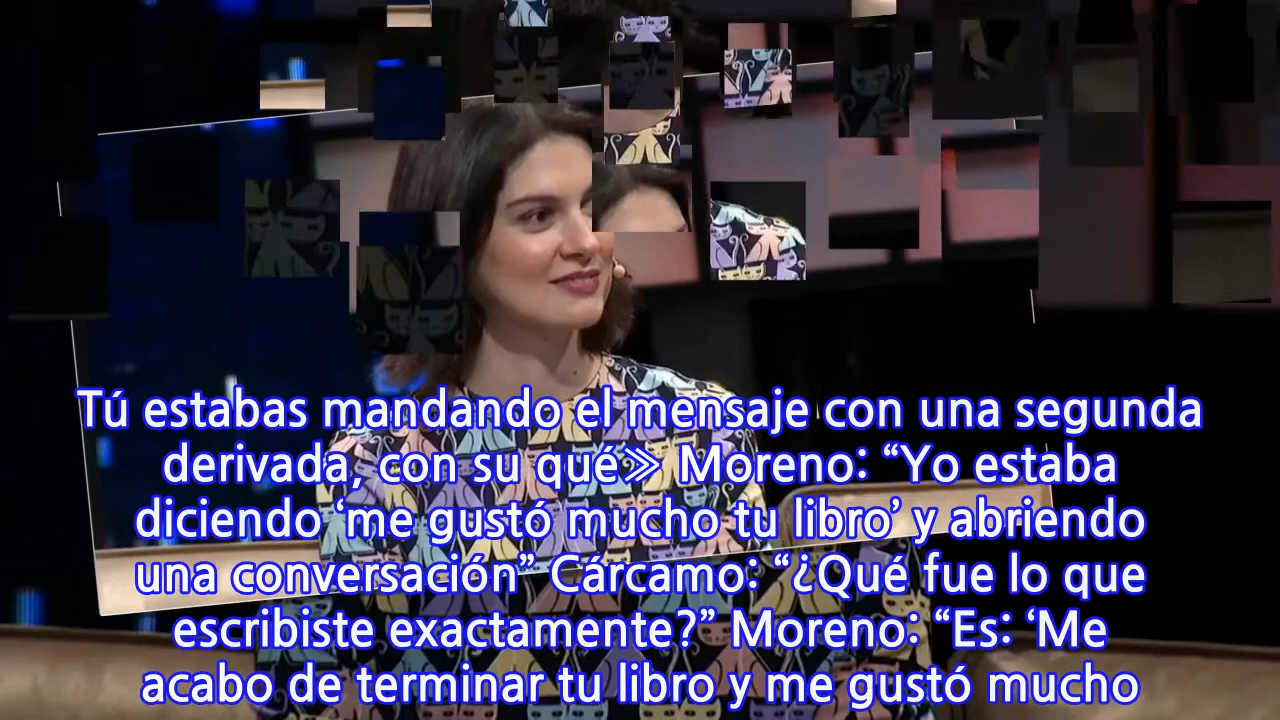 Tú estabas mandando el mensaje con una segunda
derivada, con su qué» Moreno: “Yo estaba
diciendo ‘me gustó mucho tu libro’ y abriendo
una conversación” Cárcamo: “¿Qué fue lo que
escribiste exactamente?” Moreno: “Es: ‘Me
acabo de terminar tu libro y me gustó mucho